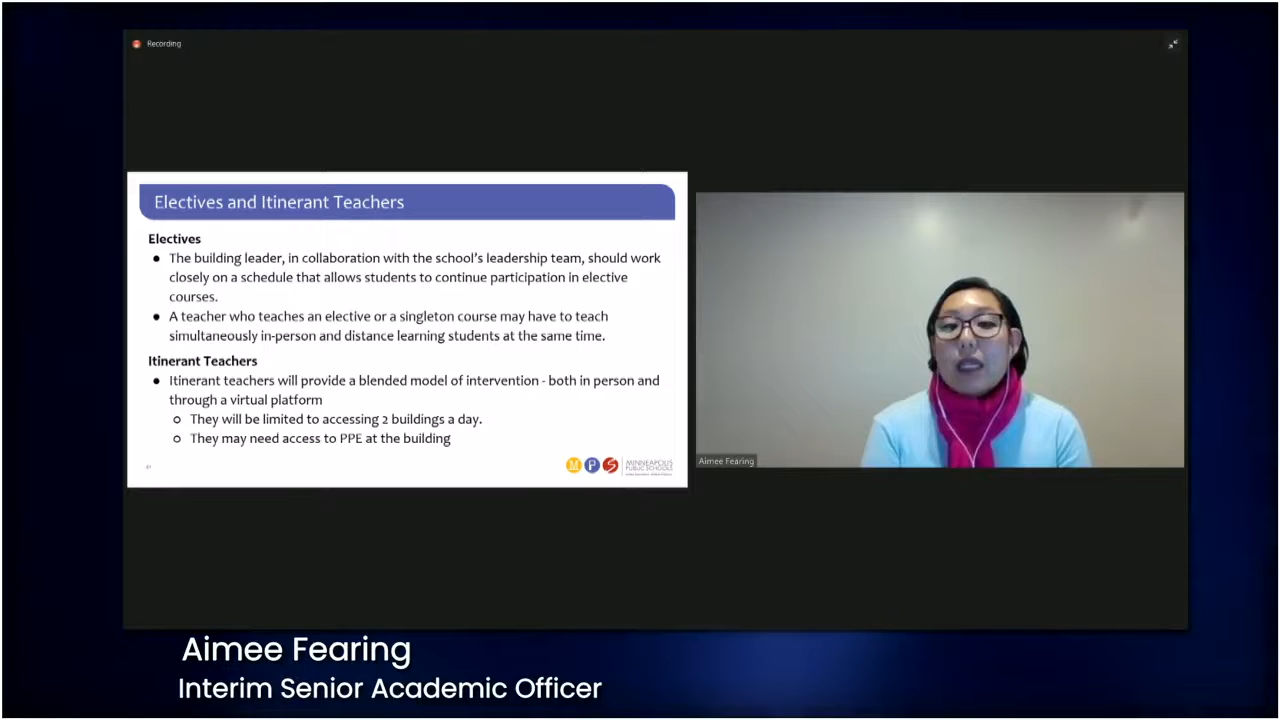 Recording
Electives and Itinerant Teachers
Electives
● The building leader, in collaboration with the school's leadership team, should work
closely on a schedule that allows students to continue participation in elective
courses.
● A teacher who teaches an elective or a singleton course may have to teach
simultaneously in-person and distance learning students at the same time.
Itinerant Teachers
● Itinerant teachers will provide a blended model of intervention - both in person and
through a virtual platform
○ They will be limited to accessing 2 buildings a day.
○ They may need access to PPE at the building
M P S MINNEAPOLIS
PUBLIC SCHOOLS
Aimee Fearing
Aimee Fearing
Interim Senior Academic Officer